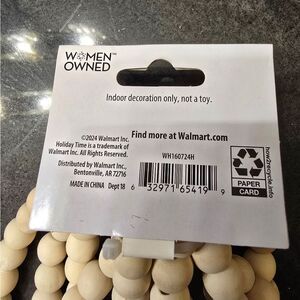 WOMEN™
OWNED
Indoor decoration only, not a toy.
©2024 Walmart Inc.
Holiday Time is a trademark of
Walmart Inc. All Rights Reserved.
Distributed by Walmart Inc.,
Bentonville, AR 72716
MADE IN CHINA Dept 18
Find more at Walmart.com
WH160724H
6 32971 65419 9
how2recycle.info
PAPER
CARD